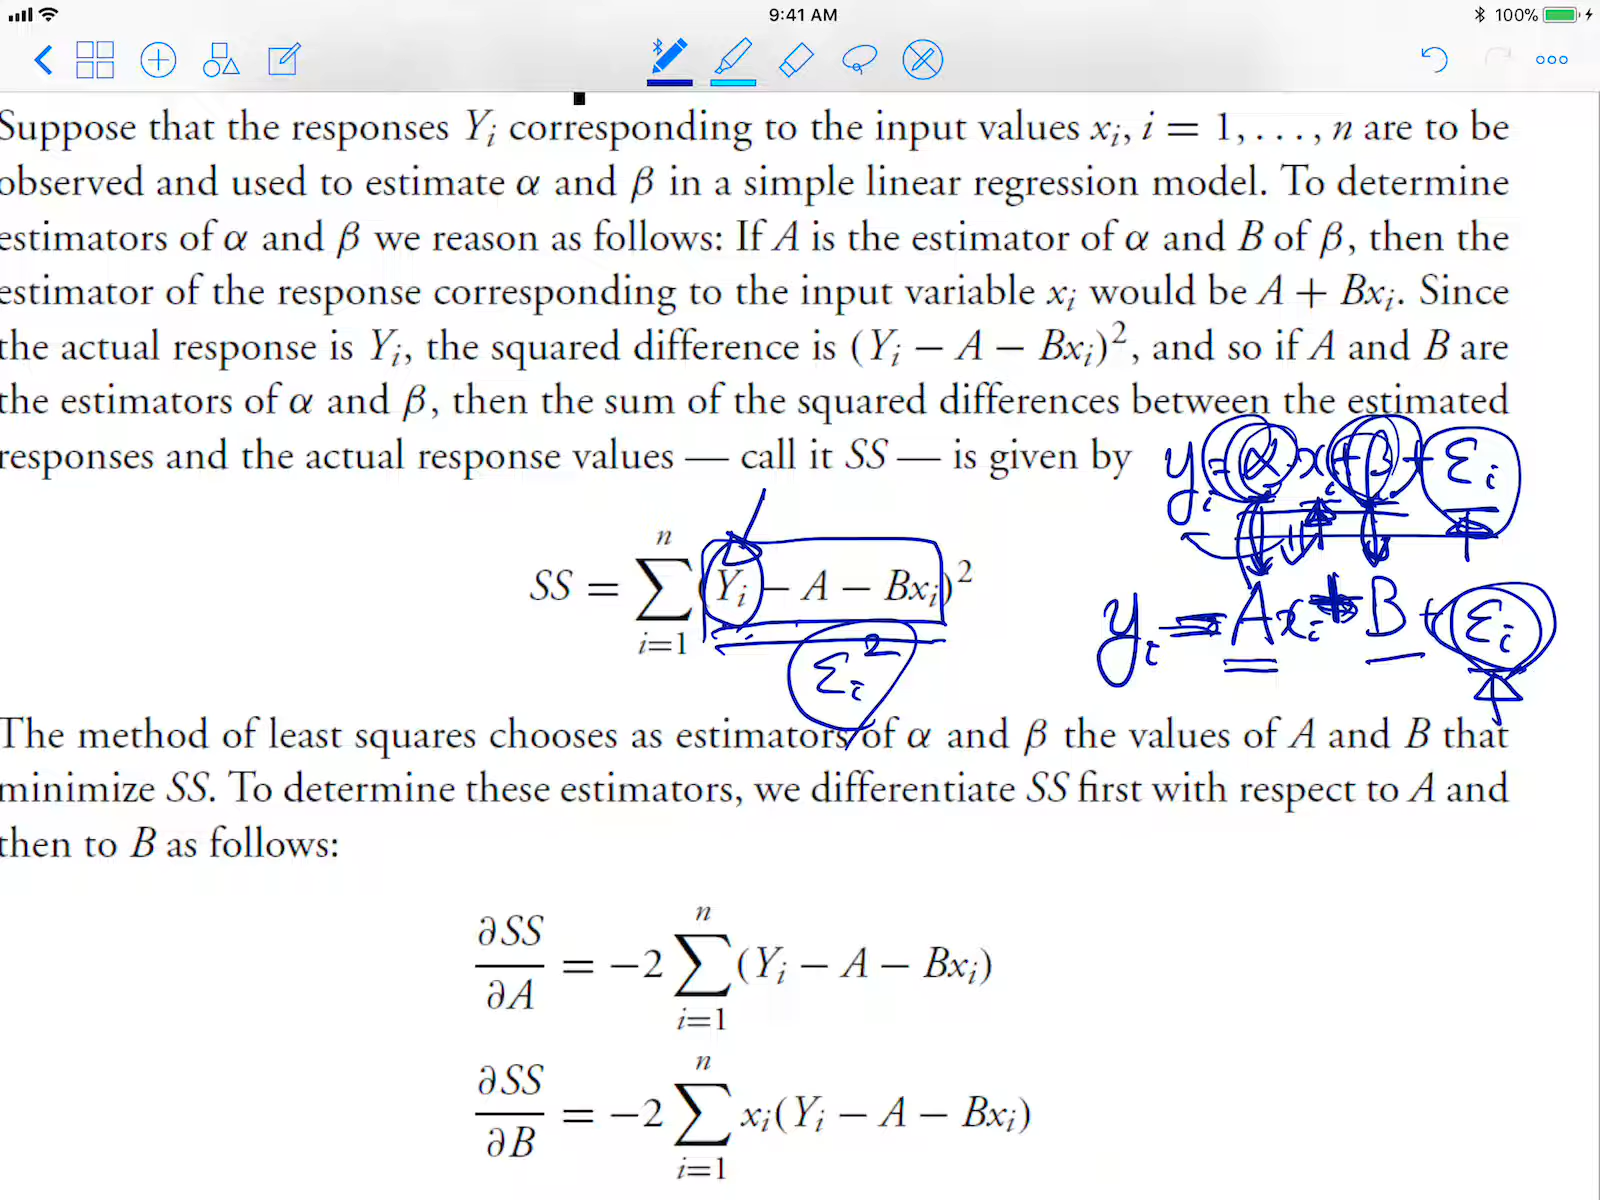 9:41 AM
100%
Suppose that the responses Yᵢ corresponding to the input values xᵢ, i = 1, . . . , n are to be
observed and used to estimate α and β in a simple linear regression model. To determine
estimators of α and β we reason as follows: If A is the estimator of α and B of β, then the
estimator of the response corresponding to the input variable xᵢ would be A + Bxᵢ. Since
the actual response is Yᵢ, the squared difference is (Yᵢ − A − Bxᵢ)², and so if A and B are
the estimators of α and β, then the sum of the squared differences between the estimated
responses and the actual response values — call it SS — is given by
yᵢ = α xᵢ + β + εᵢ
SS = ∑ᵢ₌₁ⁿ (Yᵢ − A − Bxᵢ)²
yᵢ = A xᵢ + B + εᵢ
εᵢ²
The method of least squares chooses as estimators of α and β the values of A and B that
minimize SS. To determine these estimators, we differentiate SS first with respect to A and
then to B as follows:
∂SS/∂A = −2 ∑ᵢ₌₁ⁿ (Yᵢ − A − Bxᵢ)
∂SS/∂B = −2 ∑ᵢ₌₁ⁿ xᵢ(Yᵢ − A − Bxᵢ)